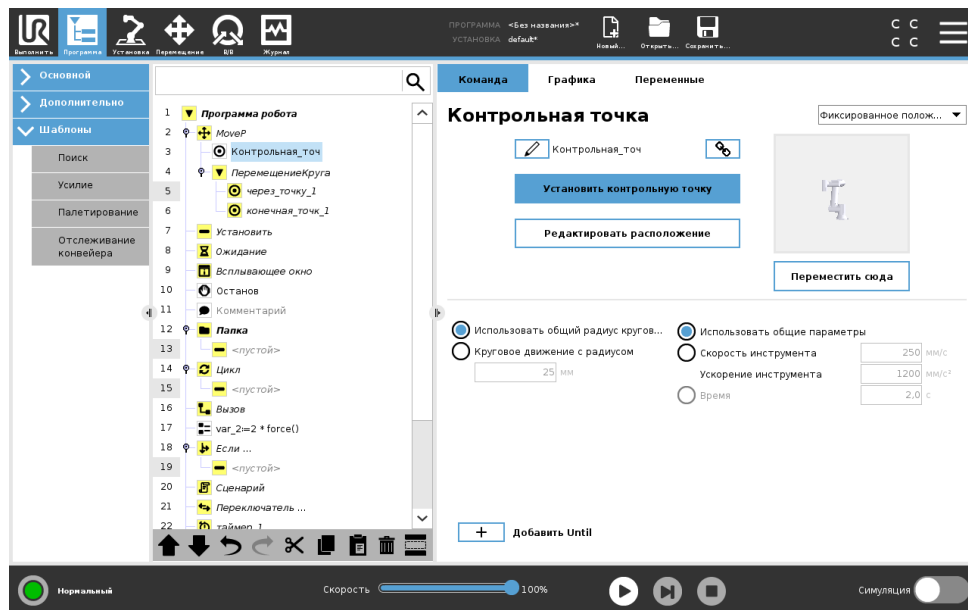 UR
ПРОГРАММА <Без названия>*
УСТАНОВКА default*
Выполнить Программа Установка Перемещение В/В Журнал
Новый... Открыть... Сохранить...
C C
C C
Основной
Дополнительно
Шаблоны
Поиск
Усилие
Палетирование
Отслеживание
конвейера
1 Программа робота
2 MoveP
3 Контрольная_точ
4 ПеремещениеКруга
5 через_точку_1
6 конечная_точк_1
7 Установить
8 Ожидание
9 Всплывающее окно
10 Останов
11 Комментарий
12 Папка
13 <пустой>
14 Цикл
15 <пустой>
16 Вызов
17 var_2≔2 * force()
18 Если ...
19 <пустой>
20 Сценарий
21 Переключатель ...
22 таймер_1
Команда Графика Переменные
Контрольная точка
Фиксированное полож...
Контрольная_точ
Установить контрольную точку
Редактировать расположение
Переместить сюда
Использовать общий радиус кругов...
Круговое движение с радиусом
25 мм
Использовать общие параметры
Скорость инструмента 250 мм/с
Ускорение инструмента 1200 мм/с²
Время 2,0 с
+ Добавить Until
Нормальный
Скорость 100%
Симуляция